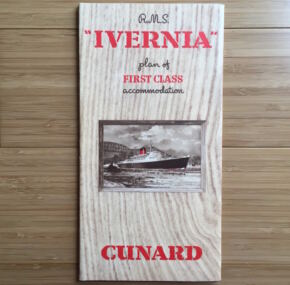 R.M.S.
"IVERNIA"
plan of
FIRST CLASS
accommodation
CUNARD